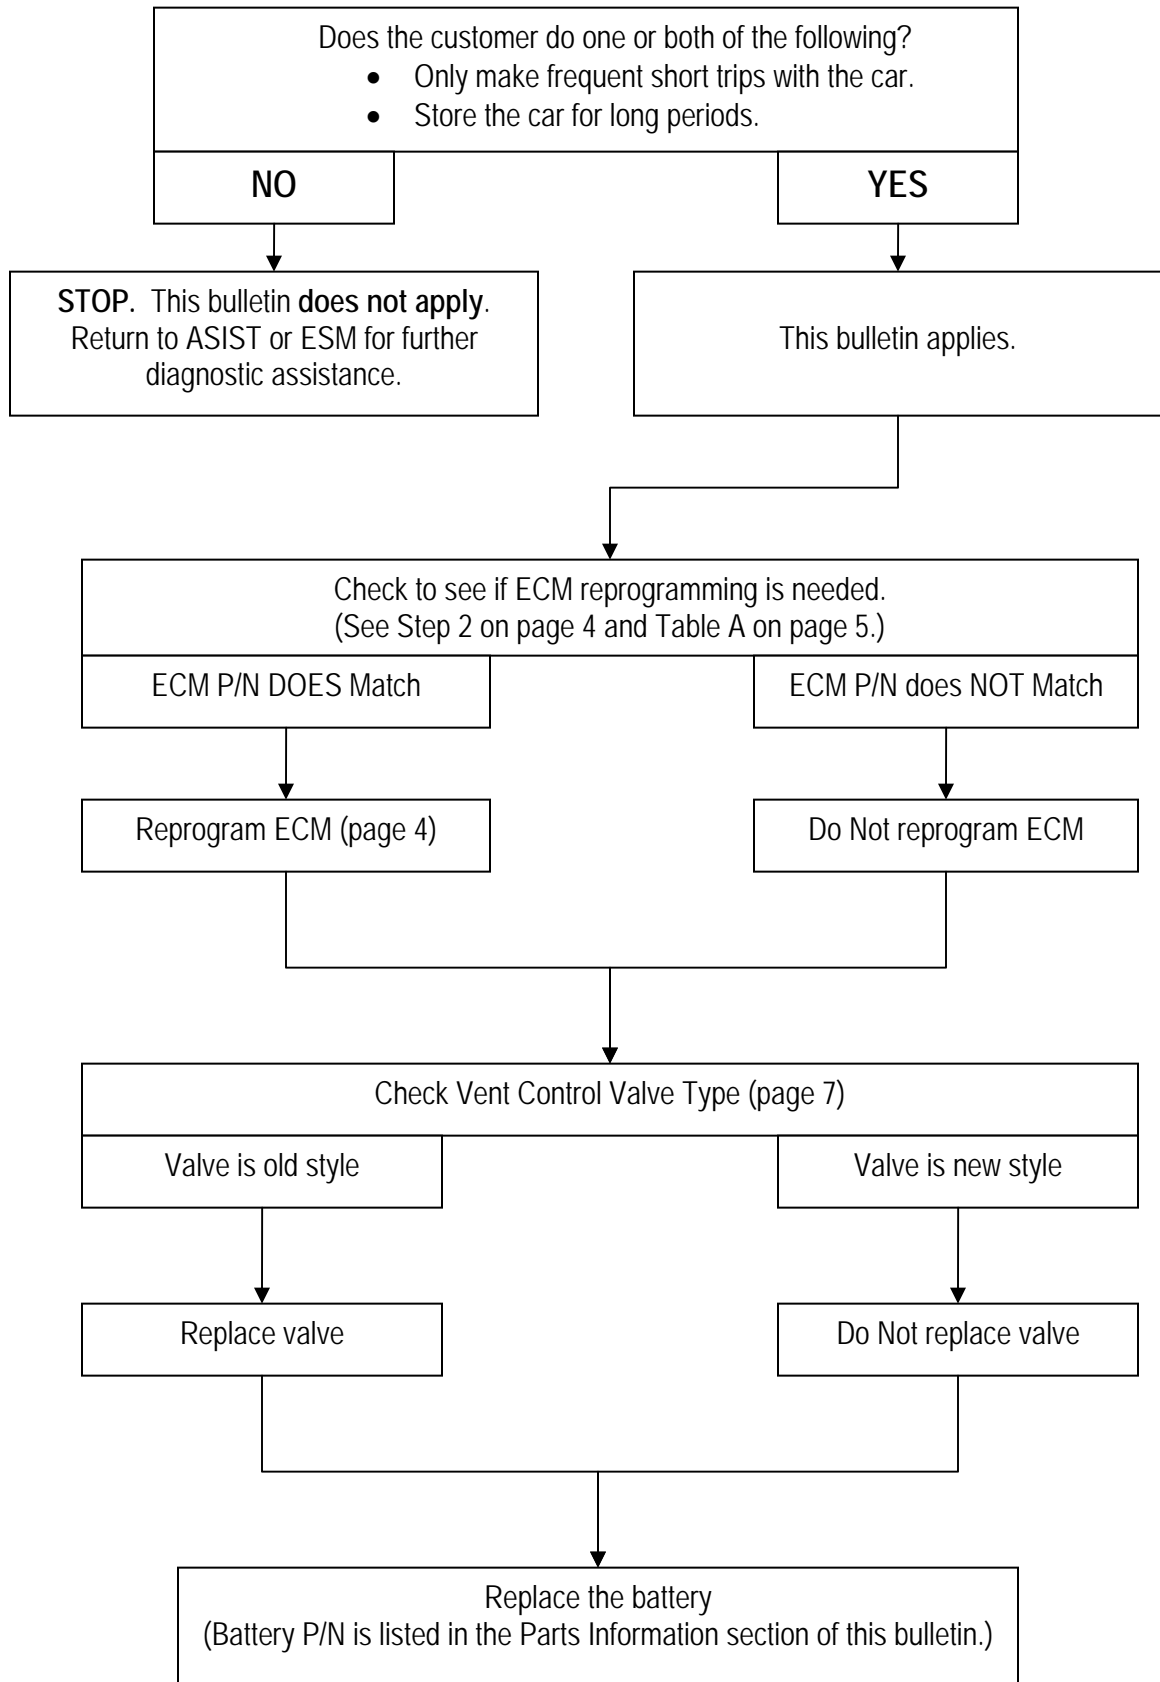 Does the customer do one or both of the following?
• Only make frequent short trips with the car.
• Store the car for long periods.
NO
YES
STOP. This bulletin does not apply.
Return to ASIST or ESM for further
diagnostic assistance.
This bulletin applies.
Check to see if ECM reprogramming is needed.
(See Step 2 on page 4 and Table A on page 5.)
ECM P/N DOES Match
ECM P/N does NOT Match
Reprogram ECM (page 4)
Do Not reprogram ECM
Check Vent Control Valve Type (page 7)
Valve is old style
Valve is new style
Replace valve
Do Not replace valve
Replace the battery
(Battery P/N is listed in the Parts Information section of this bulletin.)